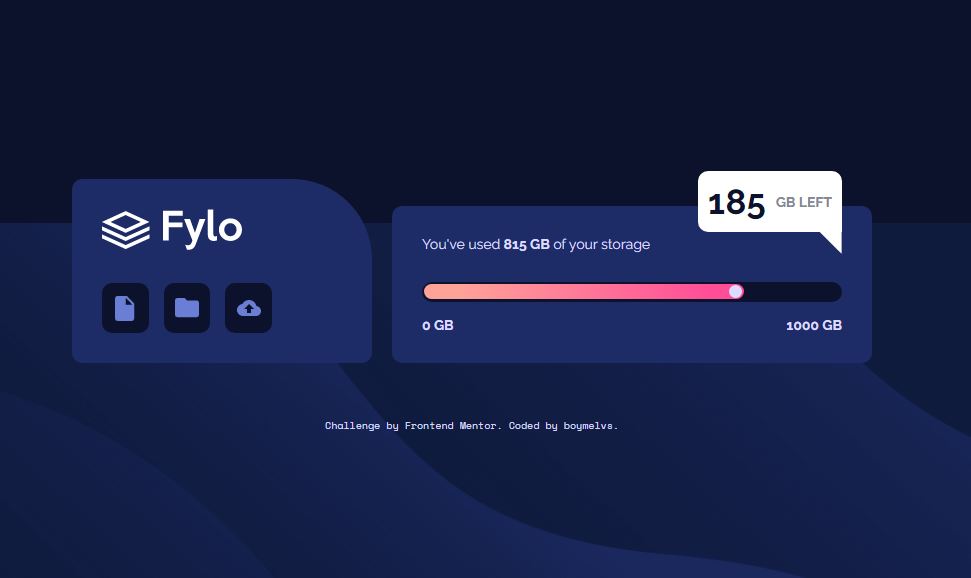 Fylo
185 GB LEFT
You've used 815 GB of your storage
0 GB
1000 GB
Challenge by Frontend Mentor. Coded by boymelvs.